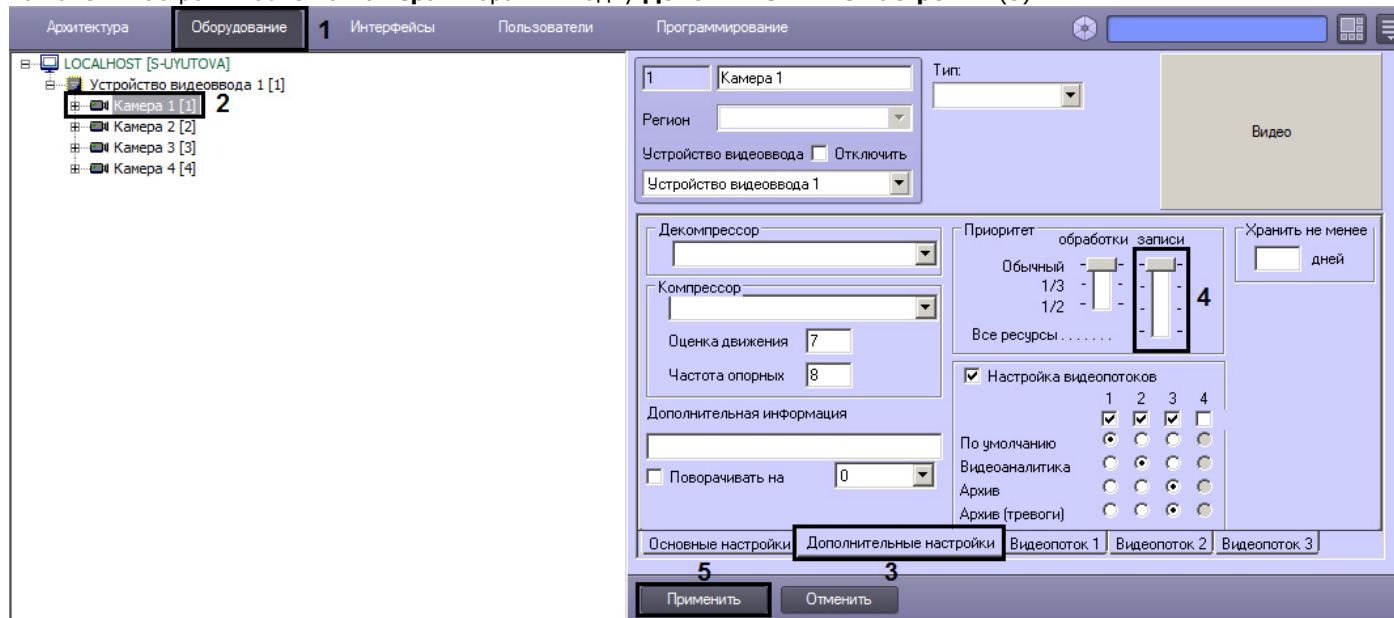 Архитектура Оборудование 1 Интерфейсы Пользователи Программирование
LOCALHOST [S-UYUTOVA]
Устройство видеоввода 1 [1]
Камера 1 [1] 2
Камера 2 [2]
Камера 3 [3]
Камера 4 [4]
1 Камера 1
Тип:
Регион
Устройство видеоввода Отключить
Устройство видеоввода 1
Видео
Декомпрессор
Компрессор
Оценка движения 7
Частота опорных 8
Дополнительная информация
Поворачивать на 0
Приоритет
обработки записи
Обычный
1/3
1/2
4
Все ресурсы . . . . . . .
Хранить не менее
дней
Настройка видеопотоков
1 2 3 4
По умолчанию
Видеоаналитика
Архив
Архив (тревоги)
Основные настройки Дополнительные настройки Видеопоток 1 Видеопоток 2 Видеопоток 3
5 3
Применить Отменить